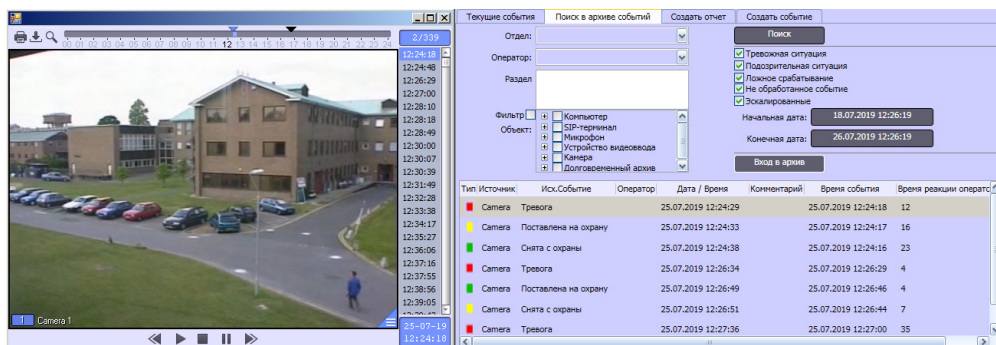 00 01 02 03 04 05 06 07 08 09 10 11 12 13 14 15 16 17 18 19 20 21 22 23 24
2/339
12:24:18
12:24:48
12:26:29
12:27:00
12:28:10
12:28:18
12:28:49
12:30:00
12:30:07
12:30:39
12:31:49
12:32:28
12:33:38
12:34:17
12:35:27
12:36:06
12:37:16
12:37:55
12:38:56
12:39:05
1 Camera 1
25-07-19
12:24:18
Текущие события Поиск в архиве событий Создать отчет Создать событие
Отдел:
Поиск
Оператор:
Тревожная ситуация
Подозрительная ситуация
Ложное срабатывание
Не обработанное событие
Эскалированные
Раздел
Фильтр
Объект:
Компьютер
SIP-терминал
Микрофон
Устройство видеоввода
Камера
Долговременный архив
Начальная дата: 18.07.2019 12:26:19
Конечная дата: 26.07.2019 12:26:19
Вход в архив
Тип Источник Исх.Событие Оператор Дата / Время Комментарий Время события Время реакции операто
Camera Тревога 25.07.2019 12:24:29 25.07.2019 12:24:18 12
Camera Поставлена на охрану 25.07.2019 12:24:33 25.07.2019 12:24:17 16
Camera Снята с охраны 25.07.2019 12:24:38 25.07.2019 12:24:16 23
Camera Тревога 25.07.2019 12:26:34 25.07.2019 12:26:29 4
Camera Поставлена на охрану 25.07.2019 12:26:49 25.07.2019 12:26:46 4
Camera Снята с охраны 25.07.2019 12:26:51 25.07.2019 12:26:44 7
Camera Тревога 25.07.2019 12:27:36 25.07.2019 12:27:00 35